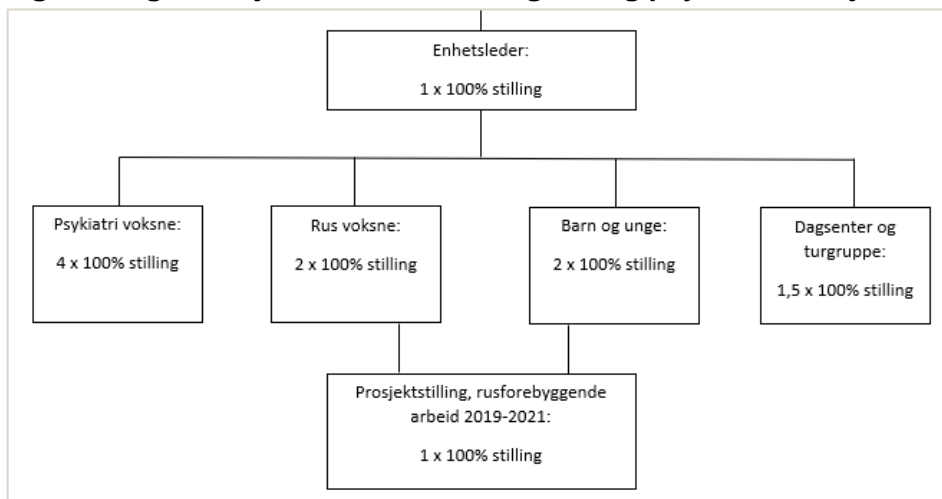 Enhetsleder:
1 x 100% stilling
Psykiatri voksne:
4 x 100% stilling
Rus voksne:
2 x 100% stilling
Barn og unge:
2 x 100% stilling
Dagsenter og
turgruppe:
1,5 x 100% stilling
Prosjektstilling, rusforebyggende
arbeid 2019-2021:
1 x 100% stilling